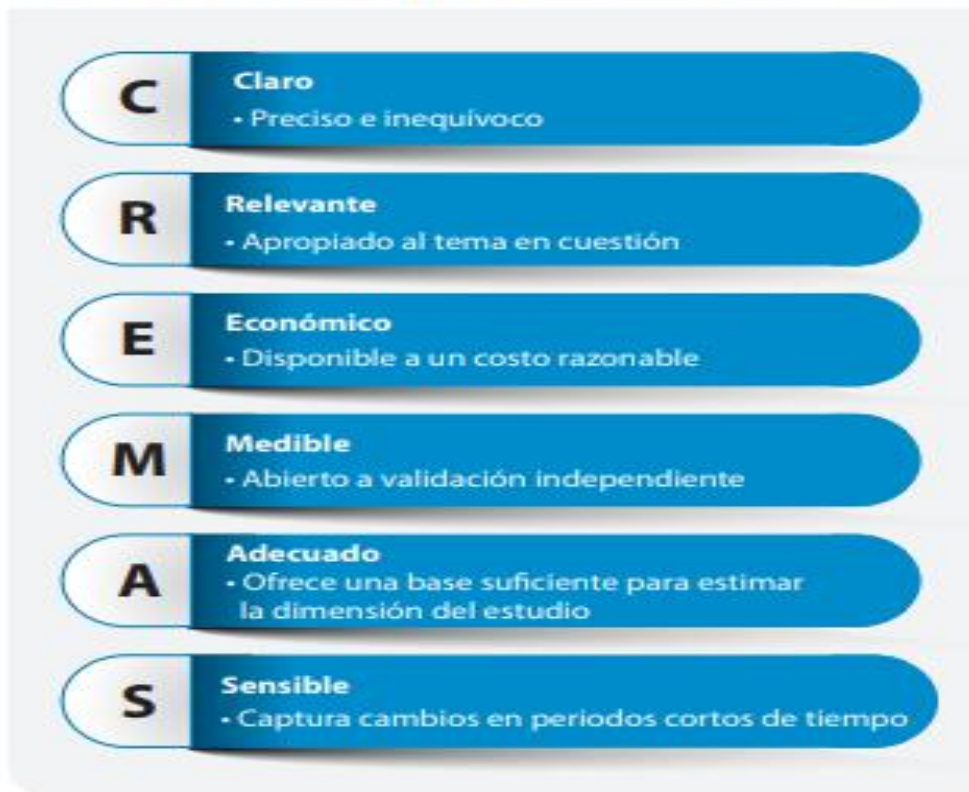 C
Claro
• Preciso e inequívoco
R
Relevante
• Apropiado al tema en cuestión
E
Económico
• Disponible a un costo razonable
M
Medible
• Abierto a validación independiente
A
Adecuado
• Ofrece una base suficiente para estimar
la dimensión del estudio
S
Sensible
• Captura cambios en periodos cortos de tiempo